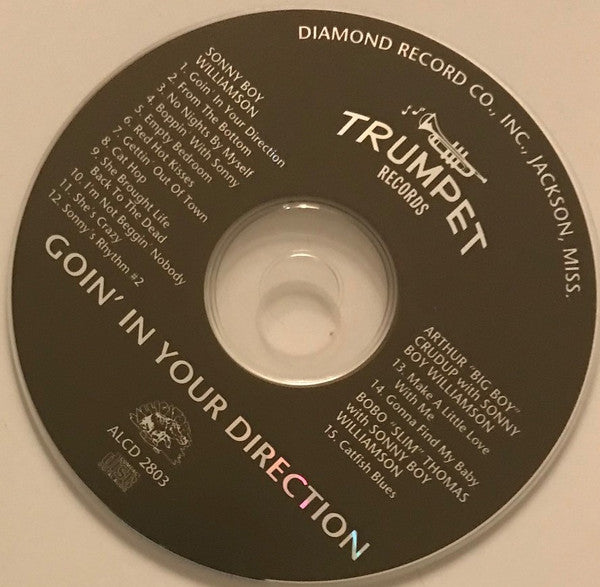 DIAMOND RECORD CO., INC., JACKSON, MISS.
TRUMPET
RECORDS
SONNY BOY
WILLIAMSON
1. Goin' In Your Direction
2. From The Bottom
3. No Nights By Myself
4. Boppin' With Sonny
5. Empty Bedroom
6. Red Hot Kisses
7. Gettin' Out Of Town
8. Cat Hop
9. She Brought Life
Back To The Dead
10. I'm Not Beggin' Nobody
11. She's Crazy
12. Sonny's Rhythm #2
ARTHUR "BIG BOY"
CRUDUP with SONNY
BOY WILLIAMSON
13. Make A Little Love
With Me
14. Gonna Find My Baby
BOBO "SLIM" THOMAS
with SONNY BOY
WILLIAMSON
15. Catfish Blues
GOIN' IN YOUR DIRECTION
ALCD 2803